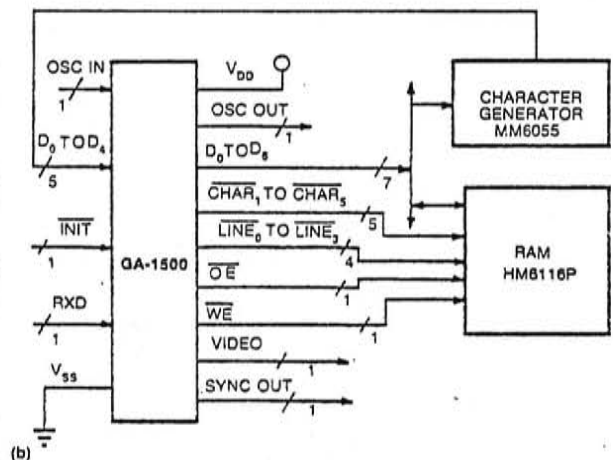 OSC IN
1
D₀ TO D₄
5
INIT
1
RXD
1
V_SS
GA-1500
V_DD
OSC OUT
1
D₀ TO D₆
7
CHAR₁ TO CHAR₅
5
LINE₀ TO LINE₃
4
OE
1
WE
1
VIDEO
1
SYNC OUT
1
CHARACTER
GENERATOR
MM6055
RAM
HM6116P
(b)